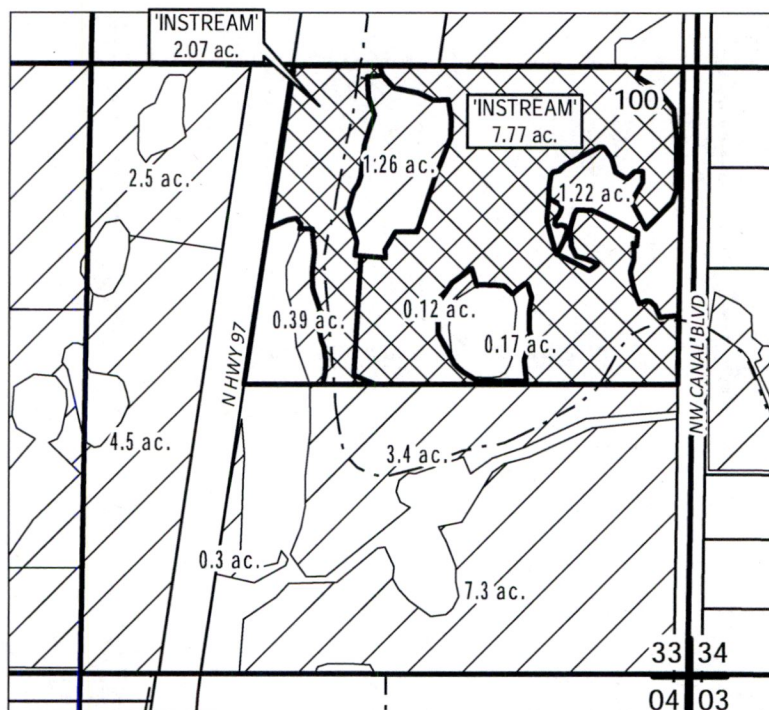 'INSTREAM'
2.07 ac.
'INSTREAM'
7.77 ac.
100
1.26 ac.
1.22 ac.
2.5 ac.
0.39 ac.
0.12 ac.
0.17 ac.
N HWY 97
NW CANAL BLVD
4.5 ac.
3.4 ac.
0.3 ac.
7.3 ac.
33 34
04 03